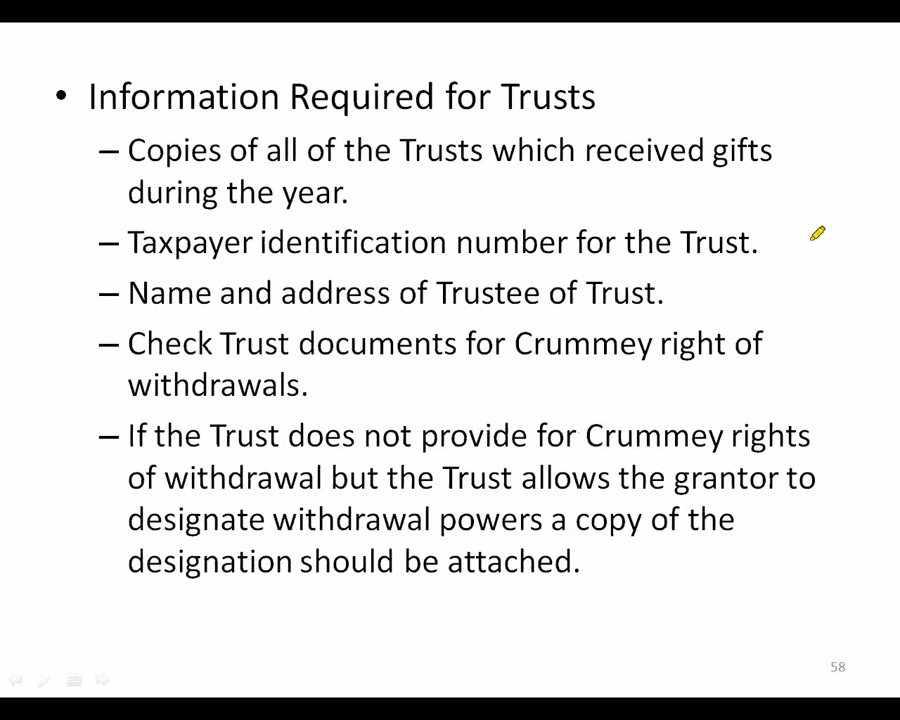 • Information Required for Trusts
– Copies of all of the Trusts which received gifts
during the year.
– Taxpayer identification number for the Trust.
– Name and address of Trustee of Trust.
– Check Trust documents for Crummey right of
withdrawals.
– If the Trust does not provide for Crummey rights
of withdrawal but the Trust allows the grantor to
designate withdrawal powers a copy of the
designation should be attached.
58